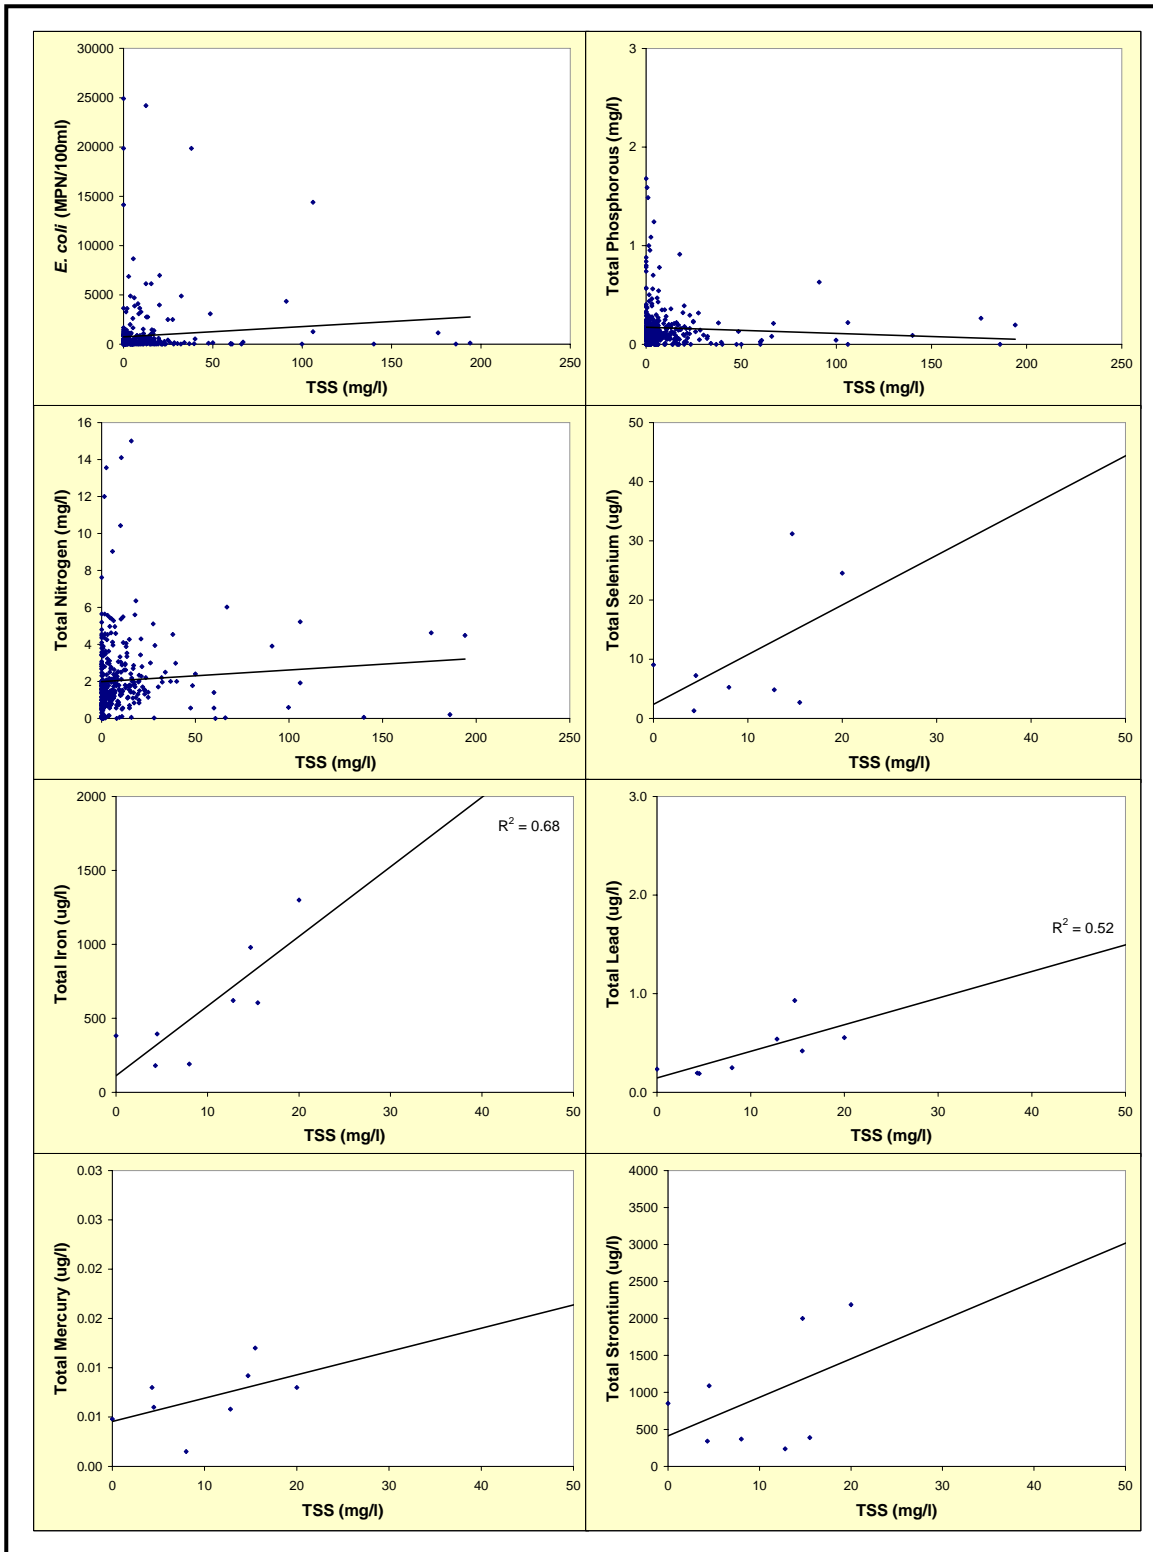 E. coli (MPN/100ml)
30000
25000
20000
15000
10000
5000
0
0 50 100 150 200 250
TSS (mg/l)
Total Phosphorous (mg/l)
3
2
1
0
0 50 100 150 200 250
TSS (mg/l)
Total Nitrogen (mg/l)
16
14
12
10
8
6
4
2
0
0 50 100 150 200 250
TSS (mg/l)
Total Selenium (ug/l)
50
40
30
20
10
0
0 10 20 30 40 50
TSS (mg/l)
Total Iron (ug/l)
2000
1500
1000
500
0
R² = 0.68
0 10 20 30 40 50
TSS (mg/l)
Total Lead (ug/l)
3.0
2.0
1.0
0.0
R² = 0.52
0 10 20 30 40 50
TSS (mg/l)
Total Mercury (ug/l)
0.03
0.03
0.02
0.02
0.01
0.01
0.00
0 10 20 30 40 50
TSS (mg/l)
Total Strontium (ug/l)
4000
3500
3000
2500
2000
1500
1000
500
0
0 10 20 30 40 50
TSS (mg/l)